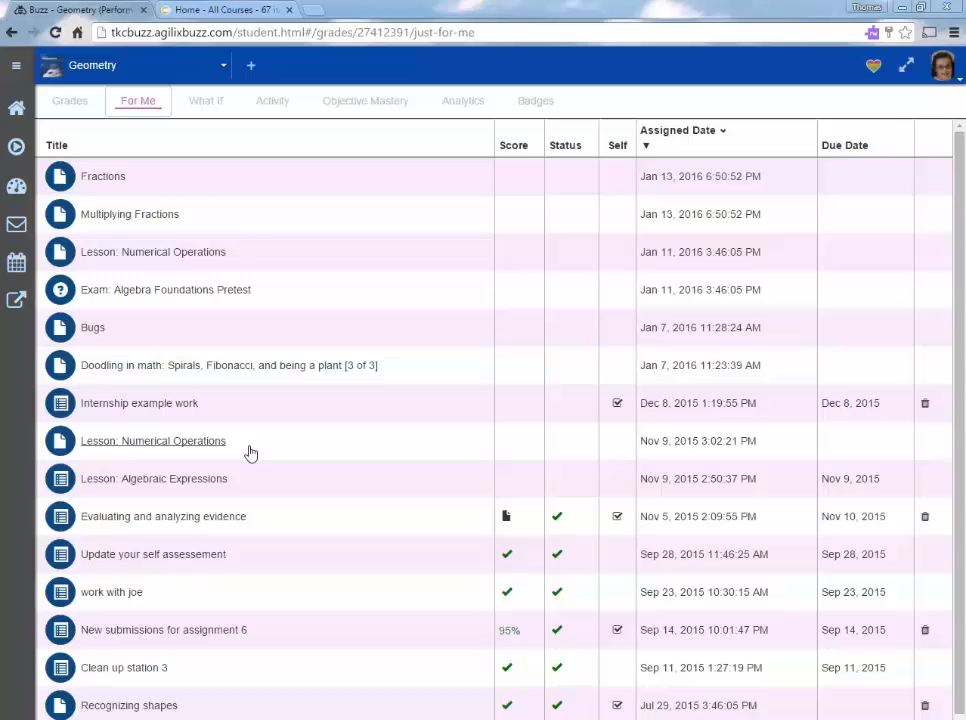 Buzz - Geometry (Perform
Home - All Courses - 67 i
Thomas
tkcbuzz.agilixbuzz.com/student.html#/grades/27412391/just-for-me
Geometry
Grades For Me What If Activity Objective Mastery Analytics Badges
Title Score Status Self Assigned Date Due Date
Fractions Jan 13, 2016 6:50:52 PM
Multiplying Fractions Jan 13, 2016 6:50:52 PM
Lesson: Numerical Operations Jan 11, 2016 3:46:05 PM
Exam: Algebra Foundations Pretest Jan 11, 2016 3:46:05 PM
Bugs Jan 7, 2016 11:28:24 AM
Doodling in math: Spirals, Fibonacci, and being a plant [3 of 3] Jan 7, 2016 11:23:39 AM
Internship example work Dec 8, 2015 1:19:55 PM Dec 8, 2015
Lesson: Numerical Operations Nov 9, 2015 3:02:21 PM
Lesson: Algebraic Expressions Nov 9, 2015 2:50:37 PM Nov 9, 2015
Evaluating and analyzing evidence Nov 5, 2015 2:09:55 PM Nov 10, 2015
Update your self assessement Sep 28, 2015 11:46:25 AM Sep 28, 2015
work with joe Sep 23, 2015 10:30:15 AM Sep 23, 2015
New submissions for assignment 6 95% Sep 14, 2015 10:01:47 PM Sep 14, 2015
Clean up station 3 Sep 11, 2015 1:27:19 PM Sep 11, 2015
Recognizing shapes Jul 29, 2015 3:46:05 PM